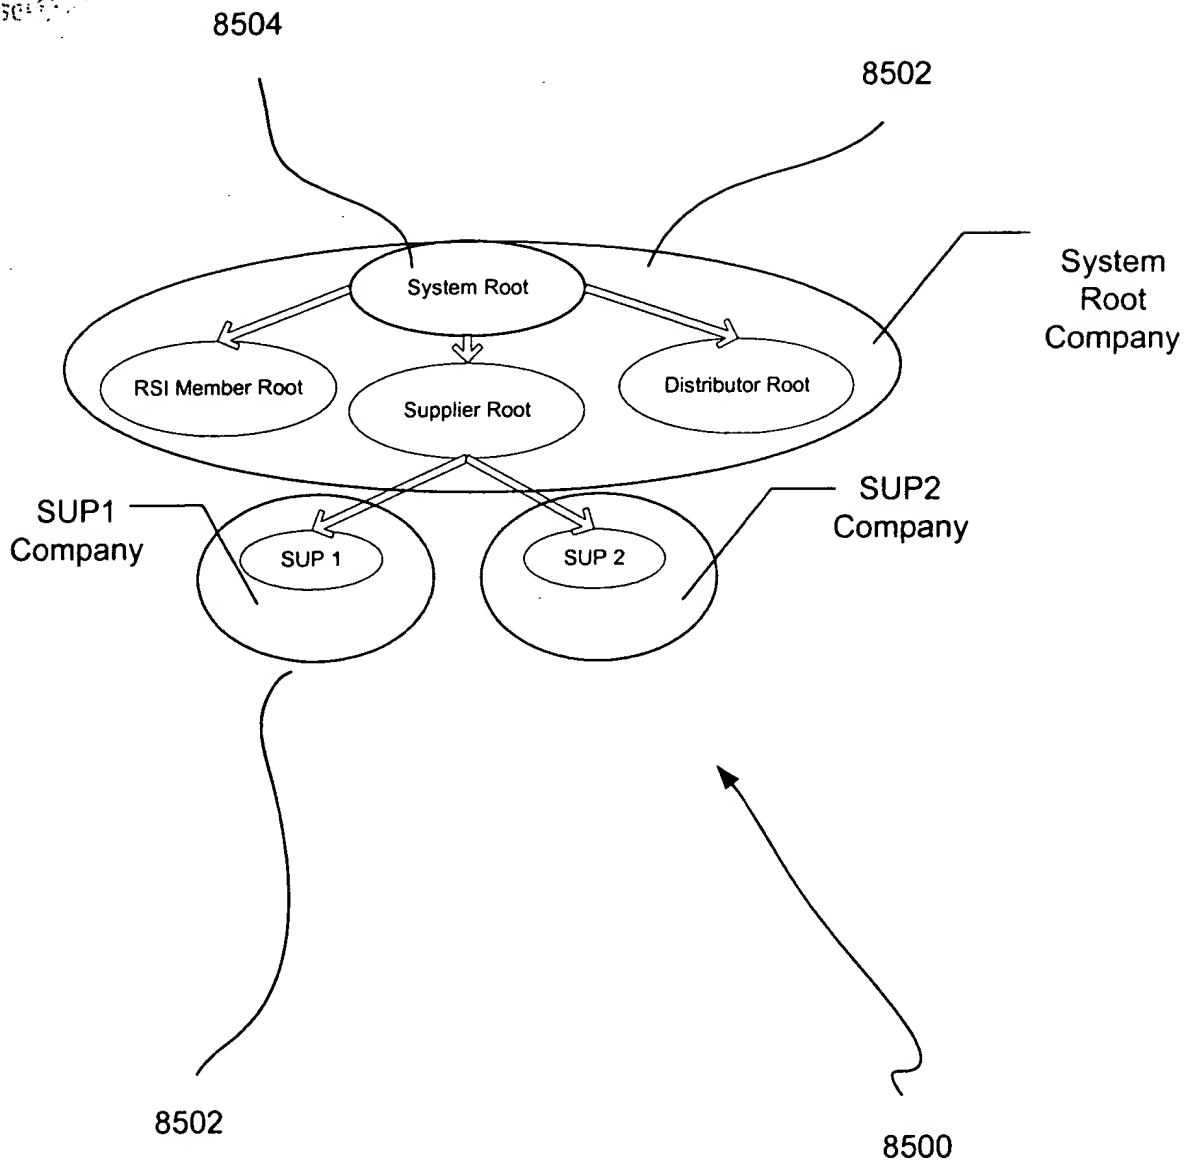 8504
8502
System
Root
Company
System Root
RSI Member Root
Supplier Root
Distributor Root
SUP1
Company
SUP2
Company
SUP 1
SUP 2
8502
8500